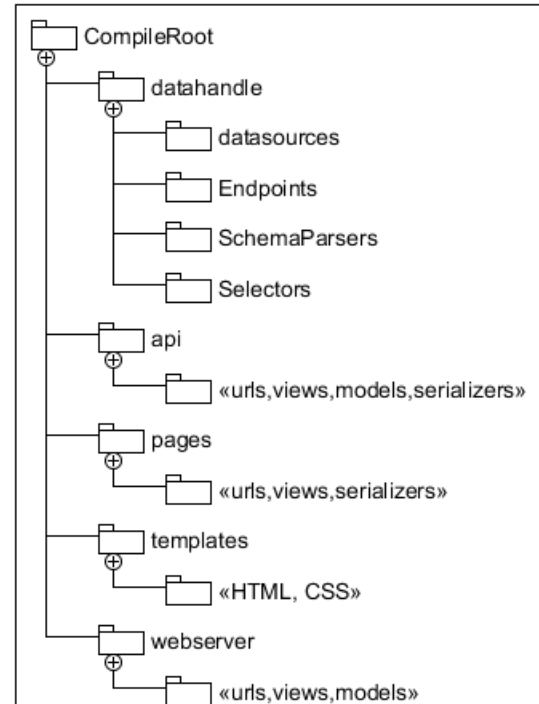 CompileRoot
datahandle
datasources
Endpoints
SchemaParsers
Selectors
api
«urls,views,models,serializers»
pages
«urls,views,serializers»
templates
«HTML, CSS»
webserver
«urls,views,models»